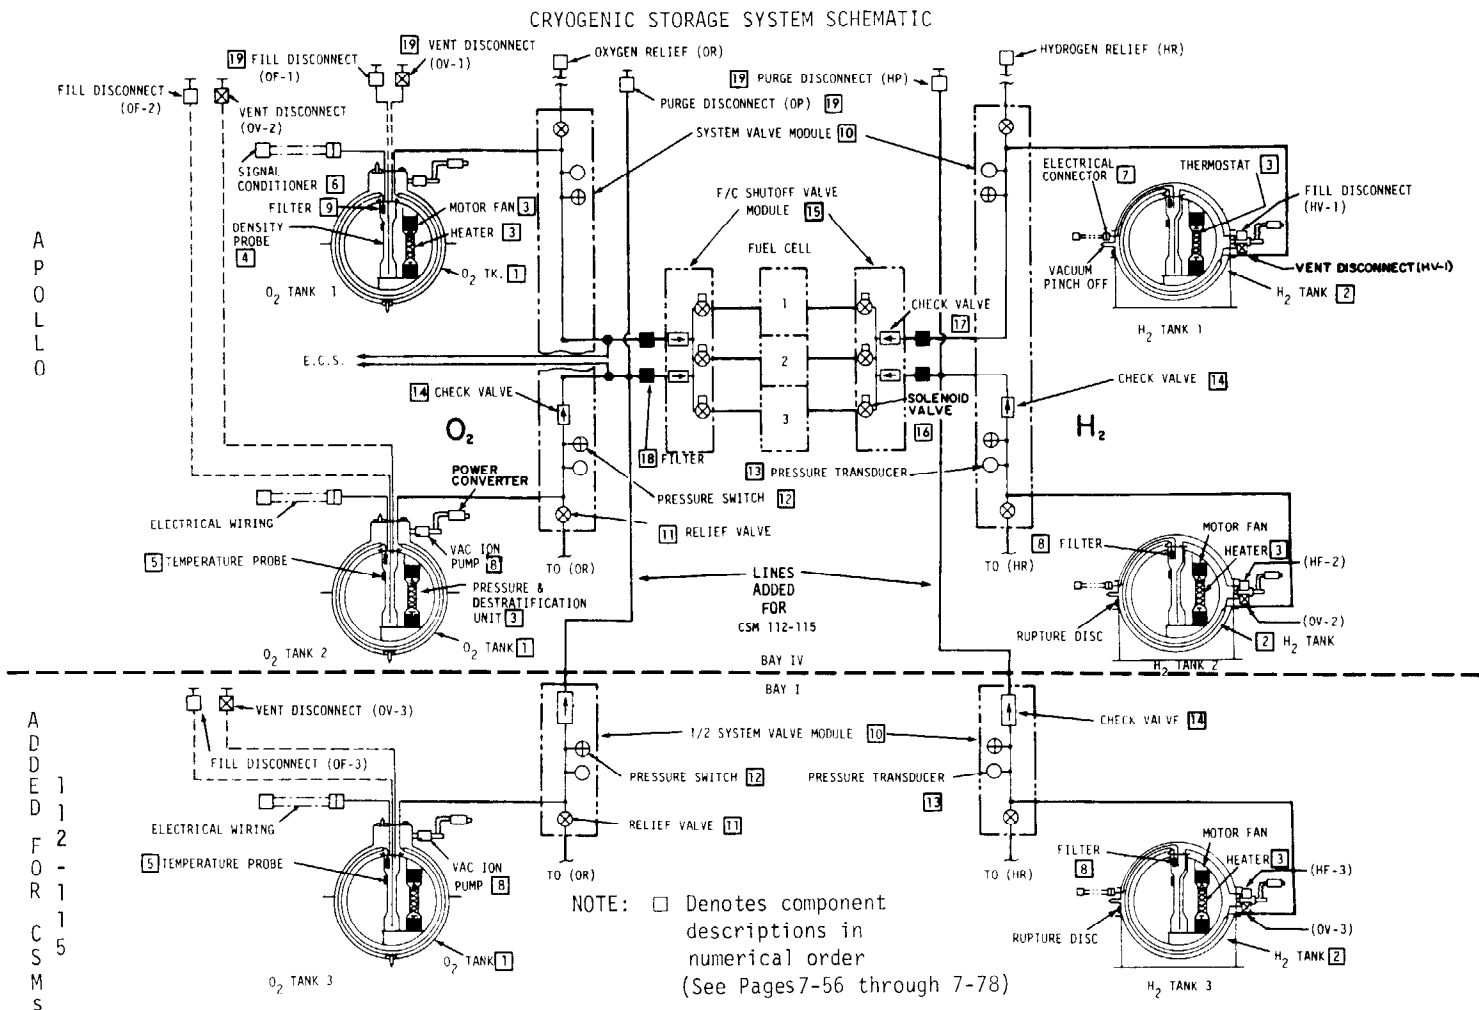 CRYOGENIC STORAGE SYSTEM SCHEMATIC
19 FILL DISCONNECT
(OF-1)
19 VENT DISCONNECT
(OV-1)
OXYGEN RELIEF (OR)
HYDROGEN RELIEF (HR)
FILL DISCONNECT
(OF-2)
VENT DISCONNECT
(OV-2)
19 PURGE DISCONNECT (HP)
PURGE DISCONNECT (OP) 19
SYSTEM VALVE MODULE 10
SIGNAL
CONDITIONER 6
FILTER 9
MOTOR FAN 3
DENSITY
PROBE
4
HEATER 3
O2 TK. 1
O2 TANK 1
F/C SHUTOFF VALVE
MODULE 15
FUEL CELL
ELECTRICAL
CONNECTOR 7
THERMOSTAT 3
FILL DISCONNECT
(HV-1)
VACUUM
PINCH OFF
VENT DISCONNECT(HV-1)
H2 TANK 2
H2 TANK 1
APOLLO
1
2
3
CHECK VALVE
17
E.C.S.
14 CHECK VALVE
CHECK VALVE 14
SOLENOID
VALVE
16
O2
H2
18 FILTER
13 PRESSURE TRANSDUCER
POWER
CONVERTER
PRESSURE SWITCH 12
ELECTRICAL WIRING
11 RELIEF VALVE
5 TEMPERATURE PROBE
VAC ION
PUMP 8
TO (OR)
TO (HR)
8 FILTER
MOTOR FAN
HEATER 3
(HF-2)
PRESSURE &
DESTRATIFICATION
UNIT 3
LINES
ADDED
FOR
CSM 112-115
RUPTURE DISC
(OV-2)
2 H2 TANK
O2 TANK 2
O2 TANK 1
H2 TANK 2
BAY IV
BAY I
ADDED FOR CSMS
112-115
VENT DISCONNECT (OV-3)
FILL DISCONNECT (OF-3)
1/2 SYSTEM VALVE MODULE 10
CHECK VALVE 14
PRESSURE SWITCH 12
PRESSURE TRANSDUCER
13
ELECTRICAL WIRING
RELIEF VALVE 11
5 TEMPERATURE PROBE
VAC ION
PUMP 8
TO (OR)
TO (HR)
FILTER
8
MOTOR FAN
HEATER 3
(HF-3)
RUPTURE DISC
(OV-3)
O2 TANK 1
H2 TANK 2
O2 TANK 3
H2 TANK 3
NOTE: □ Denotes component
descriptions in
numerical order
(See Pages 7-56 through 7-78)